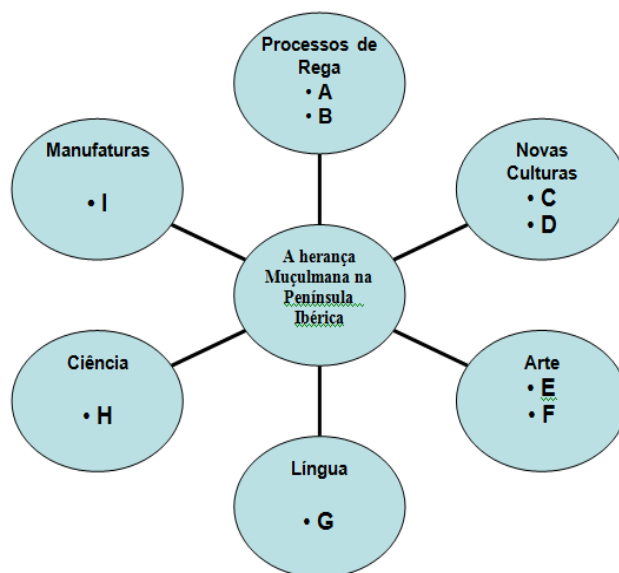 Processos de
Rega
• A
• B
Manufaturas
• I
Novas
Culturas
• C
• D
A herança
Muçulmana na
Península
Ibérica
Ciência
• H
Arte
• E
• F
Língua
• G